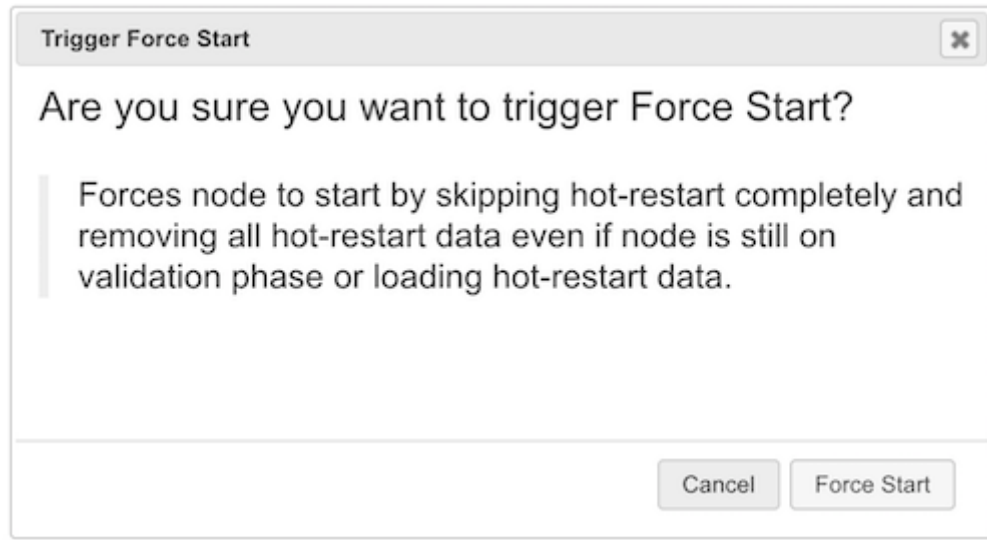 Trigger Force Start
Are you sure you want to trigger Force Start?
Forces node to start by skipping hot-restart completely and
removing all hot-restart data even if node is still on
validation phase or loading hot-restart data.
Cancel
Force Start